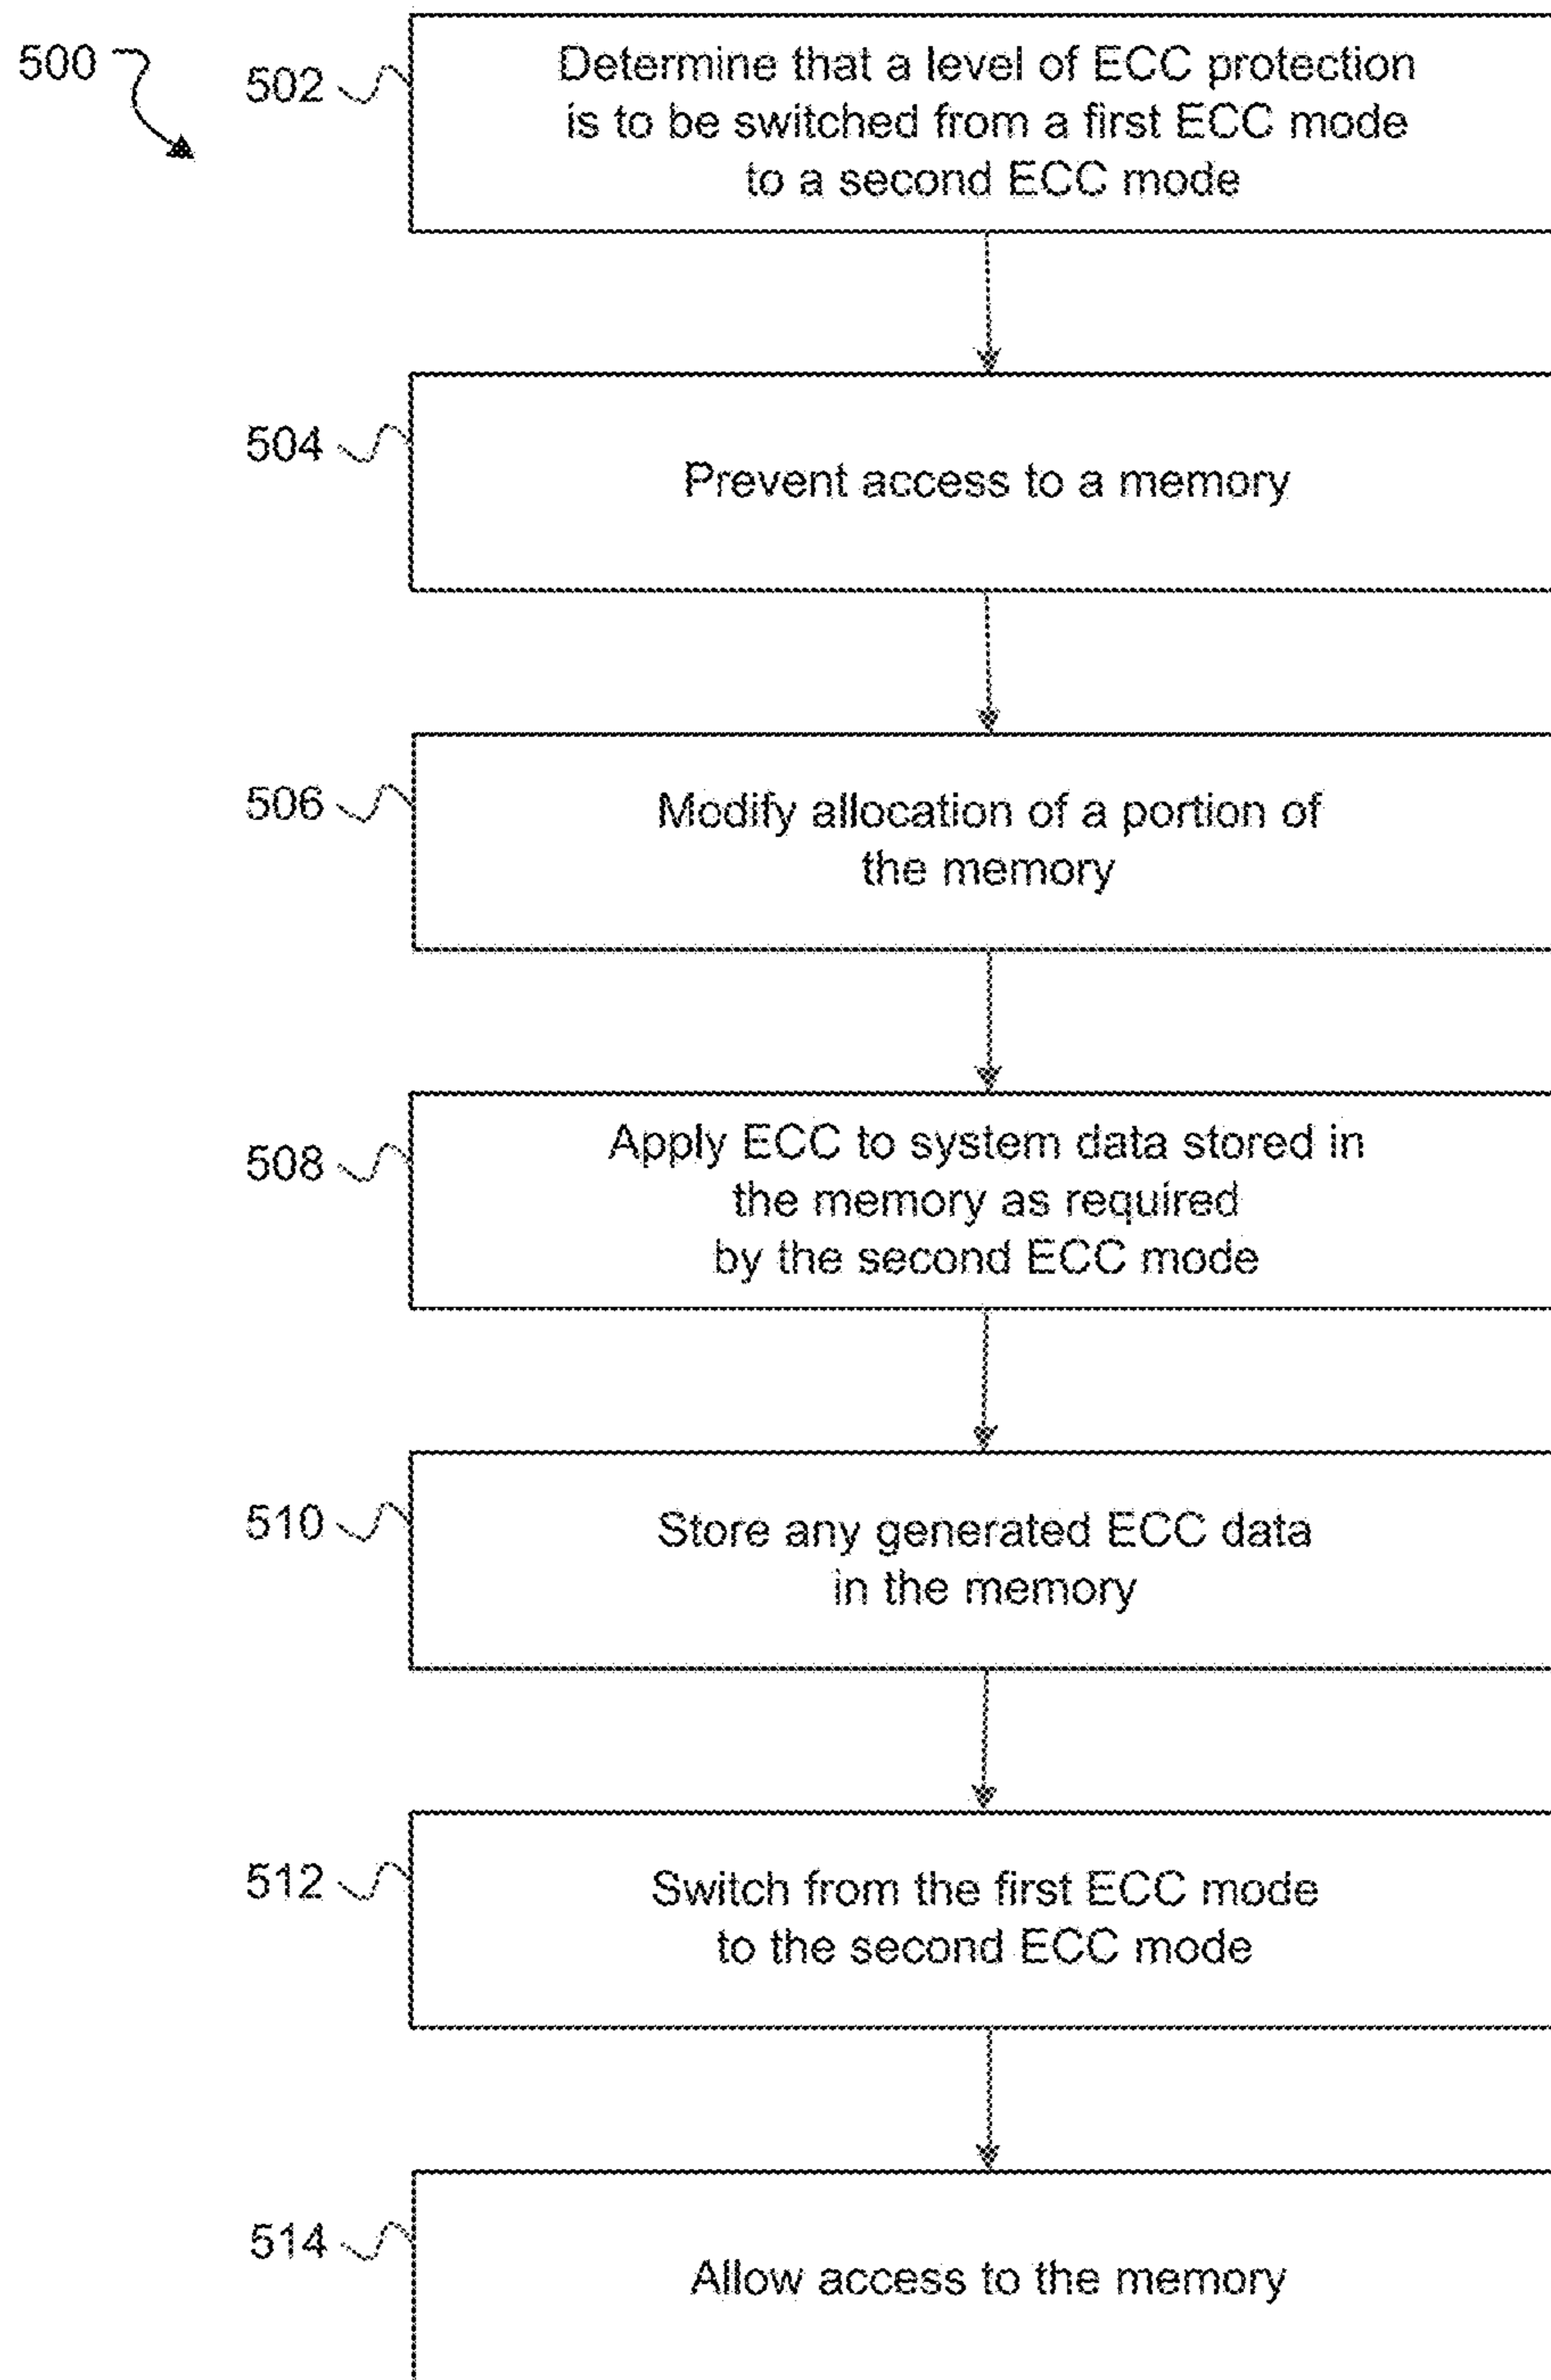 500
502
Determine that a level of ECC protection
is to be switched from a first ECC mode
to a second ECC mode
504
Prevent access to a memory
506
Modify allocation of a portion of
the memory
508
Apply ECC to system data stored in
the memory as required
by the second ECC mode
510
Store any generated ECC data
in the memory
512
Switch from the first ECC mode
to the second ECC mode
514
Allow access to the memory